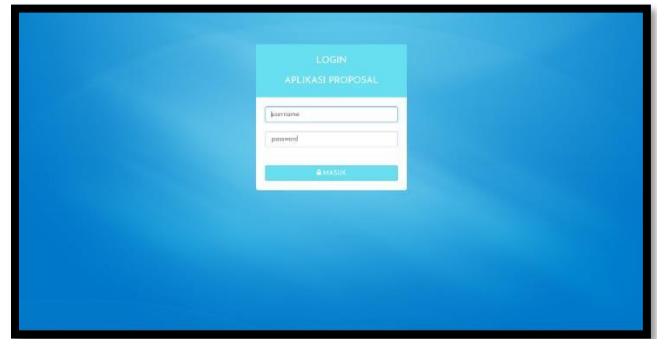 LOGIN
APLIKASI PROPOSAL
username
password
MASUK